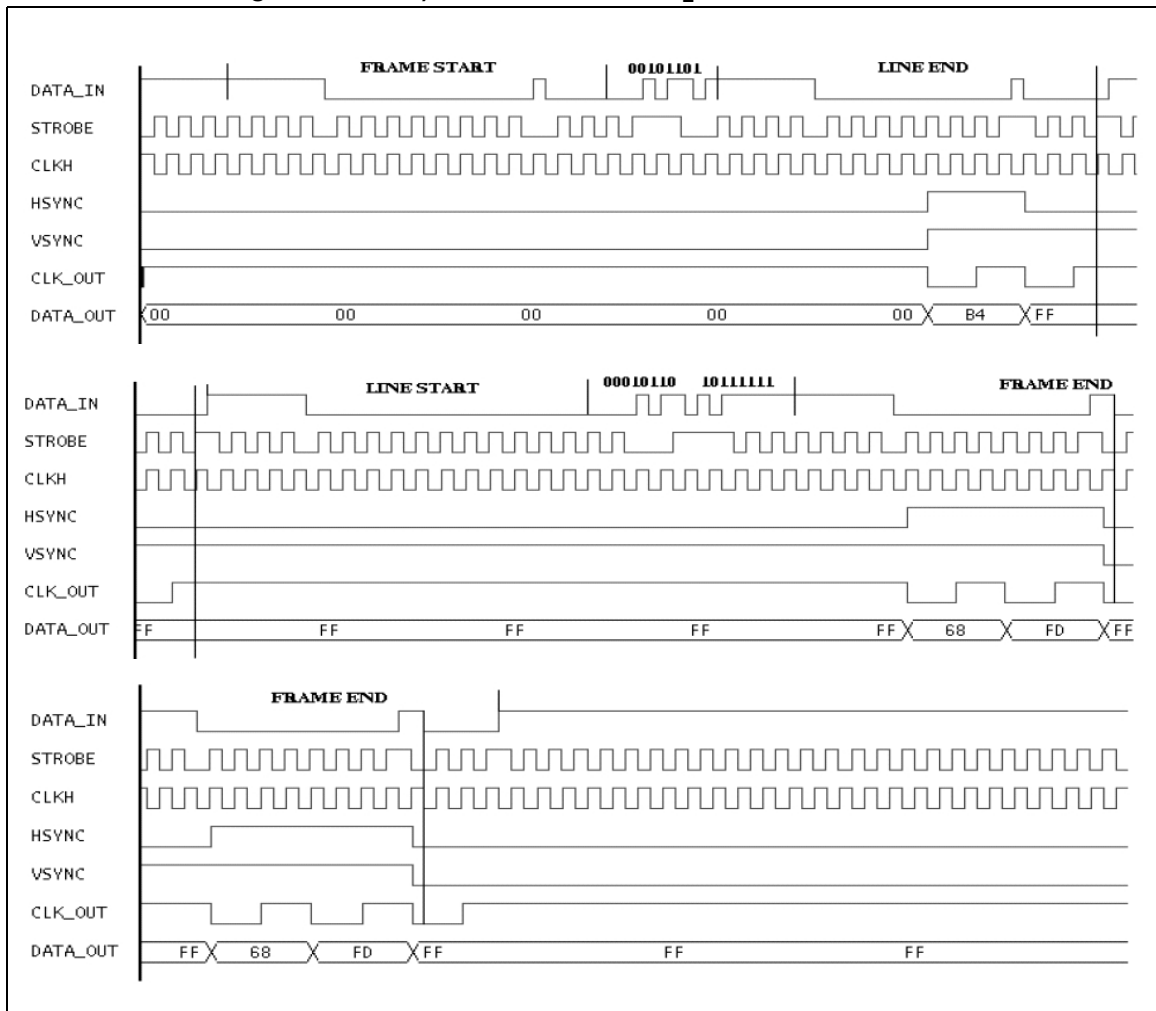 FRAME START 00101101 LINE END
DATA_IN
STROBE
CLKH
HSYNC
VSYNC
CLK_OUT
DATA_OUT 00 00 00 00 00 B4 FF
LINE START 00010110 10111111 FRAME END
DATA_IN
STROBE
CLKH
HSYNC
VSYNC
CLK_OUT
DATA_OUT FF FF FF FF FF 68 FD FF
FRAME END
DATA_IN
STROBE
CLKH
HSYNC
VSYNC
CLK_OUT
DATA_OUT FF 68 FD FF FF FF